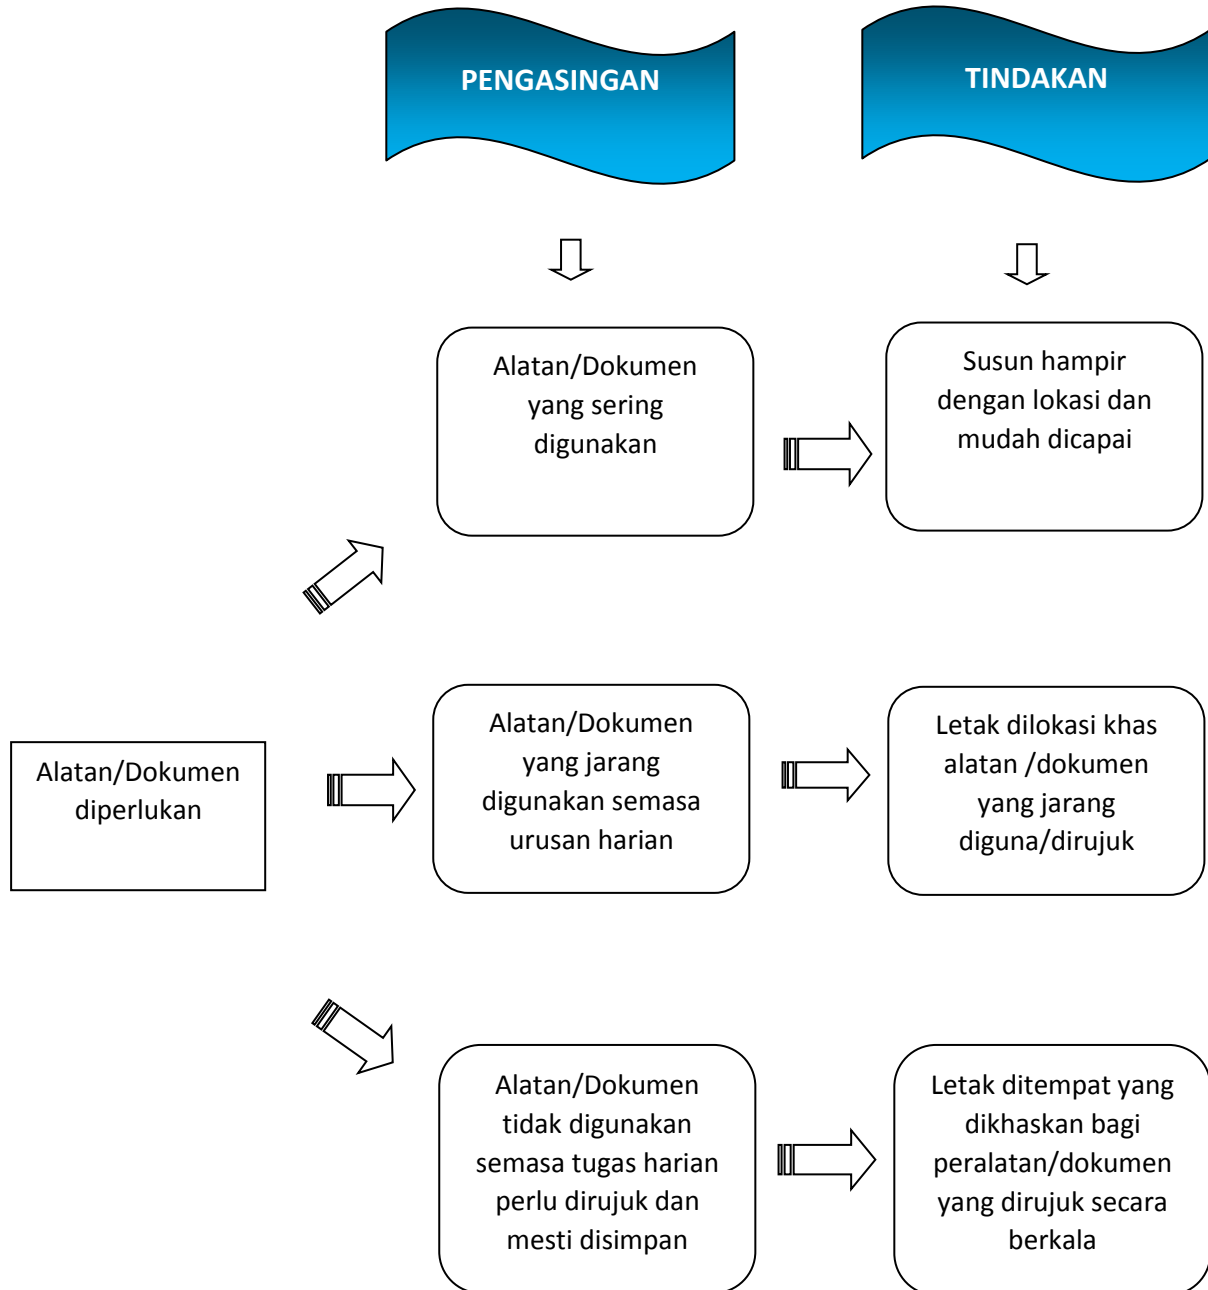 PENGASINGAN
TINDAKAN
Alatan/Dokumen
yang sering
digunakan
Susun hampir
dengan lokasi dan
mudah dicapai
Alatan/Dokumen
diperlukan
Alatan/Dokumen
yang jarang
digunakan semasa
urusan harian
Letak dilokasi khas
alatan /dokumen
yang jarang
diguna/dirujuk
Alatan/Dokumen
tidak digunakan
semasa tugas harian
perlu dirujuk dan
mesti disimpan
Letak ditempat yang
dikhaskan bagi
peralatan/dokumen
yang dirujuk secara
berkala